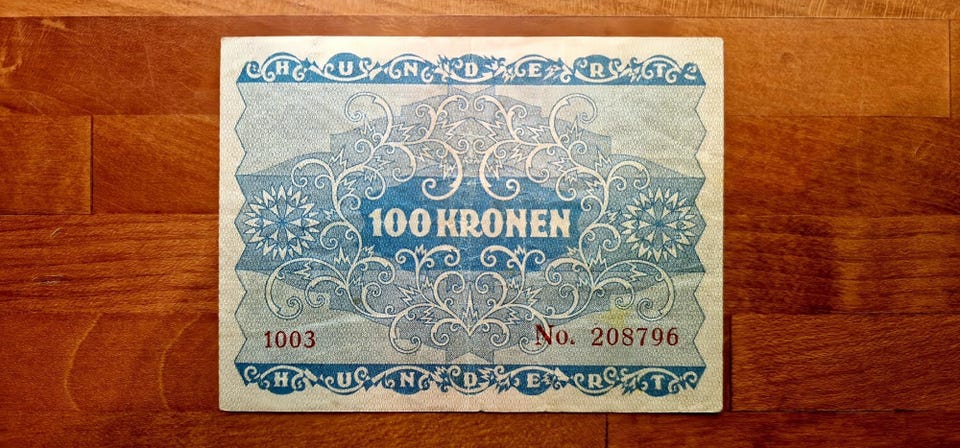 HUNDERT
100 KRONEN
1003 No. 208796
HUNDERT